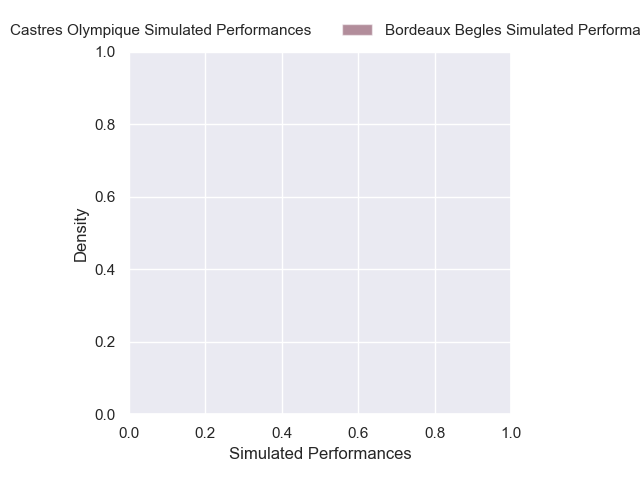 Castres Olympique Simulated Performances
Bordeaux Begles Simulated Performa
1.0
0.8
0.6
0.4
0.2
0.0
Density
0.0 0.2 0.4 0.6 0.8 1.0
Simulated Performances